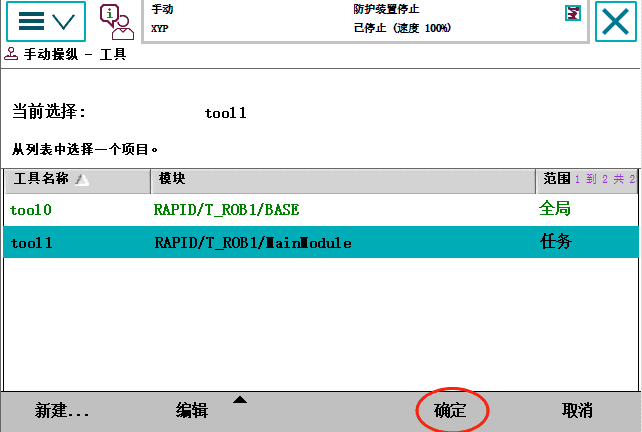 手动
防护装置停止
XYP
己停止 (速度 100%)
手动操纵 - 工具
当前选择:
tool1
从列表中选择一个项目。
工具名称 模块 范围 1 到 2 共 2
tool0 RAPID/T_ROB1/BASE 全局
tool1 RAPID/T_ROB1/MainModule 任务
新建... 编辑 确定 取消